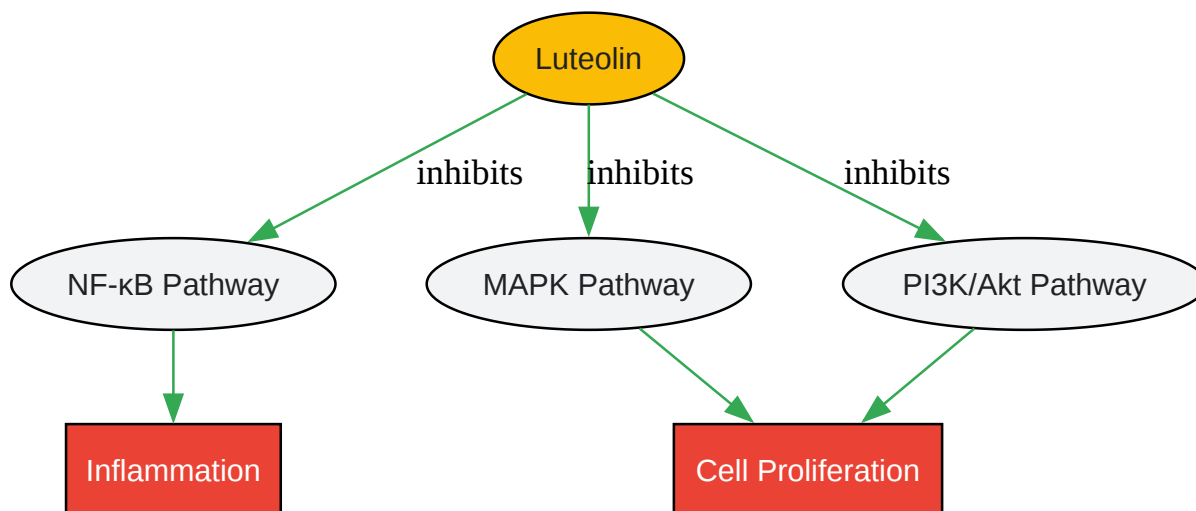 Luteolin
inhibits
inhibits
inhibits
NF-κB Pathway
MAPK Pathway
PI3K/Akt Pathway
Inflammation
Cell Proliferation